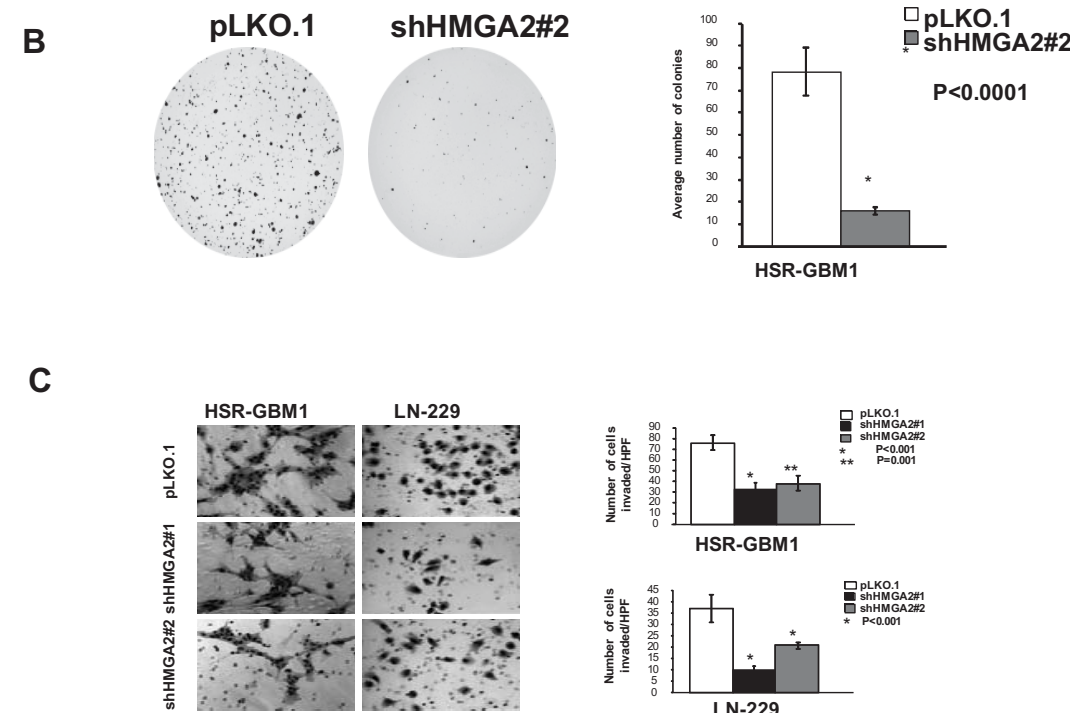 B
pLKO.1 shHMGA2#2
Average number of colonies
100
90
80
70
60
50
40
30
20
10
0
*
pLKO.1
shHMGA2#2
*
P<0.0001
HSR-GBM1
C
HSR-GBM1 LN-229
pLKO.1
shHMGA2#1
shHMGA2#2
Number of cells
invaded/HPF
90
80
70
60
50
40
30
20
10
0
*
**
pLKO.1
shHMGA2#1
shHMGA2#2
* P<0.001
** P=0.001
HSR-GBM1
Number of cells
invaded/HPF
45
40
35
30
25
20
15
10
5
0
*
*
pLKO.1
shHMGA2#1
shHMGA2#2
* P<0.001
LN-229